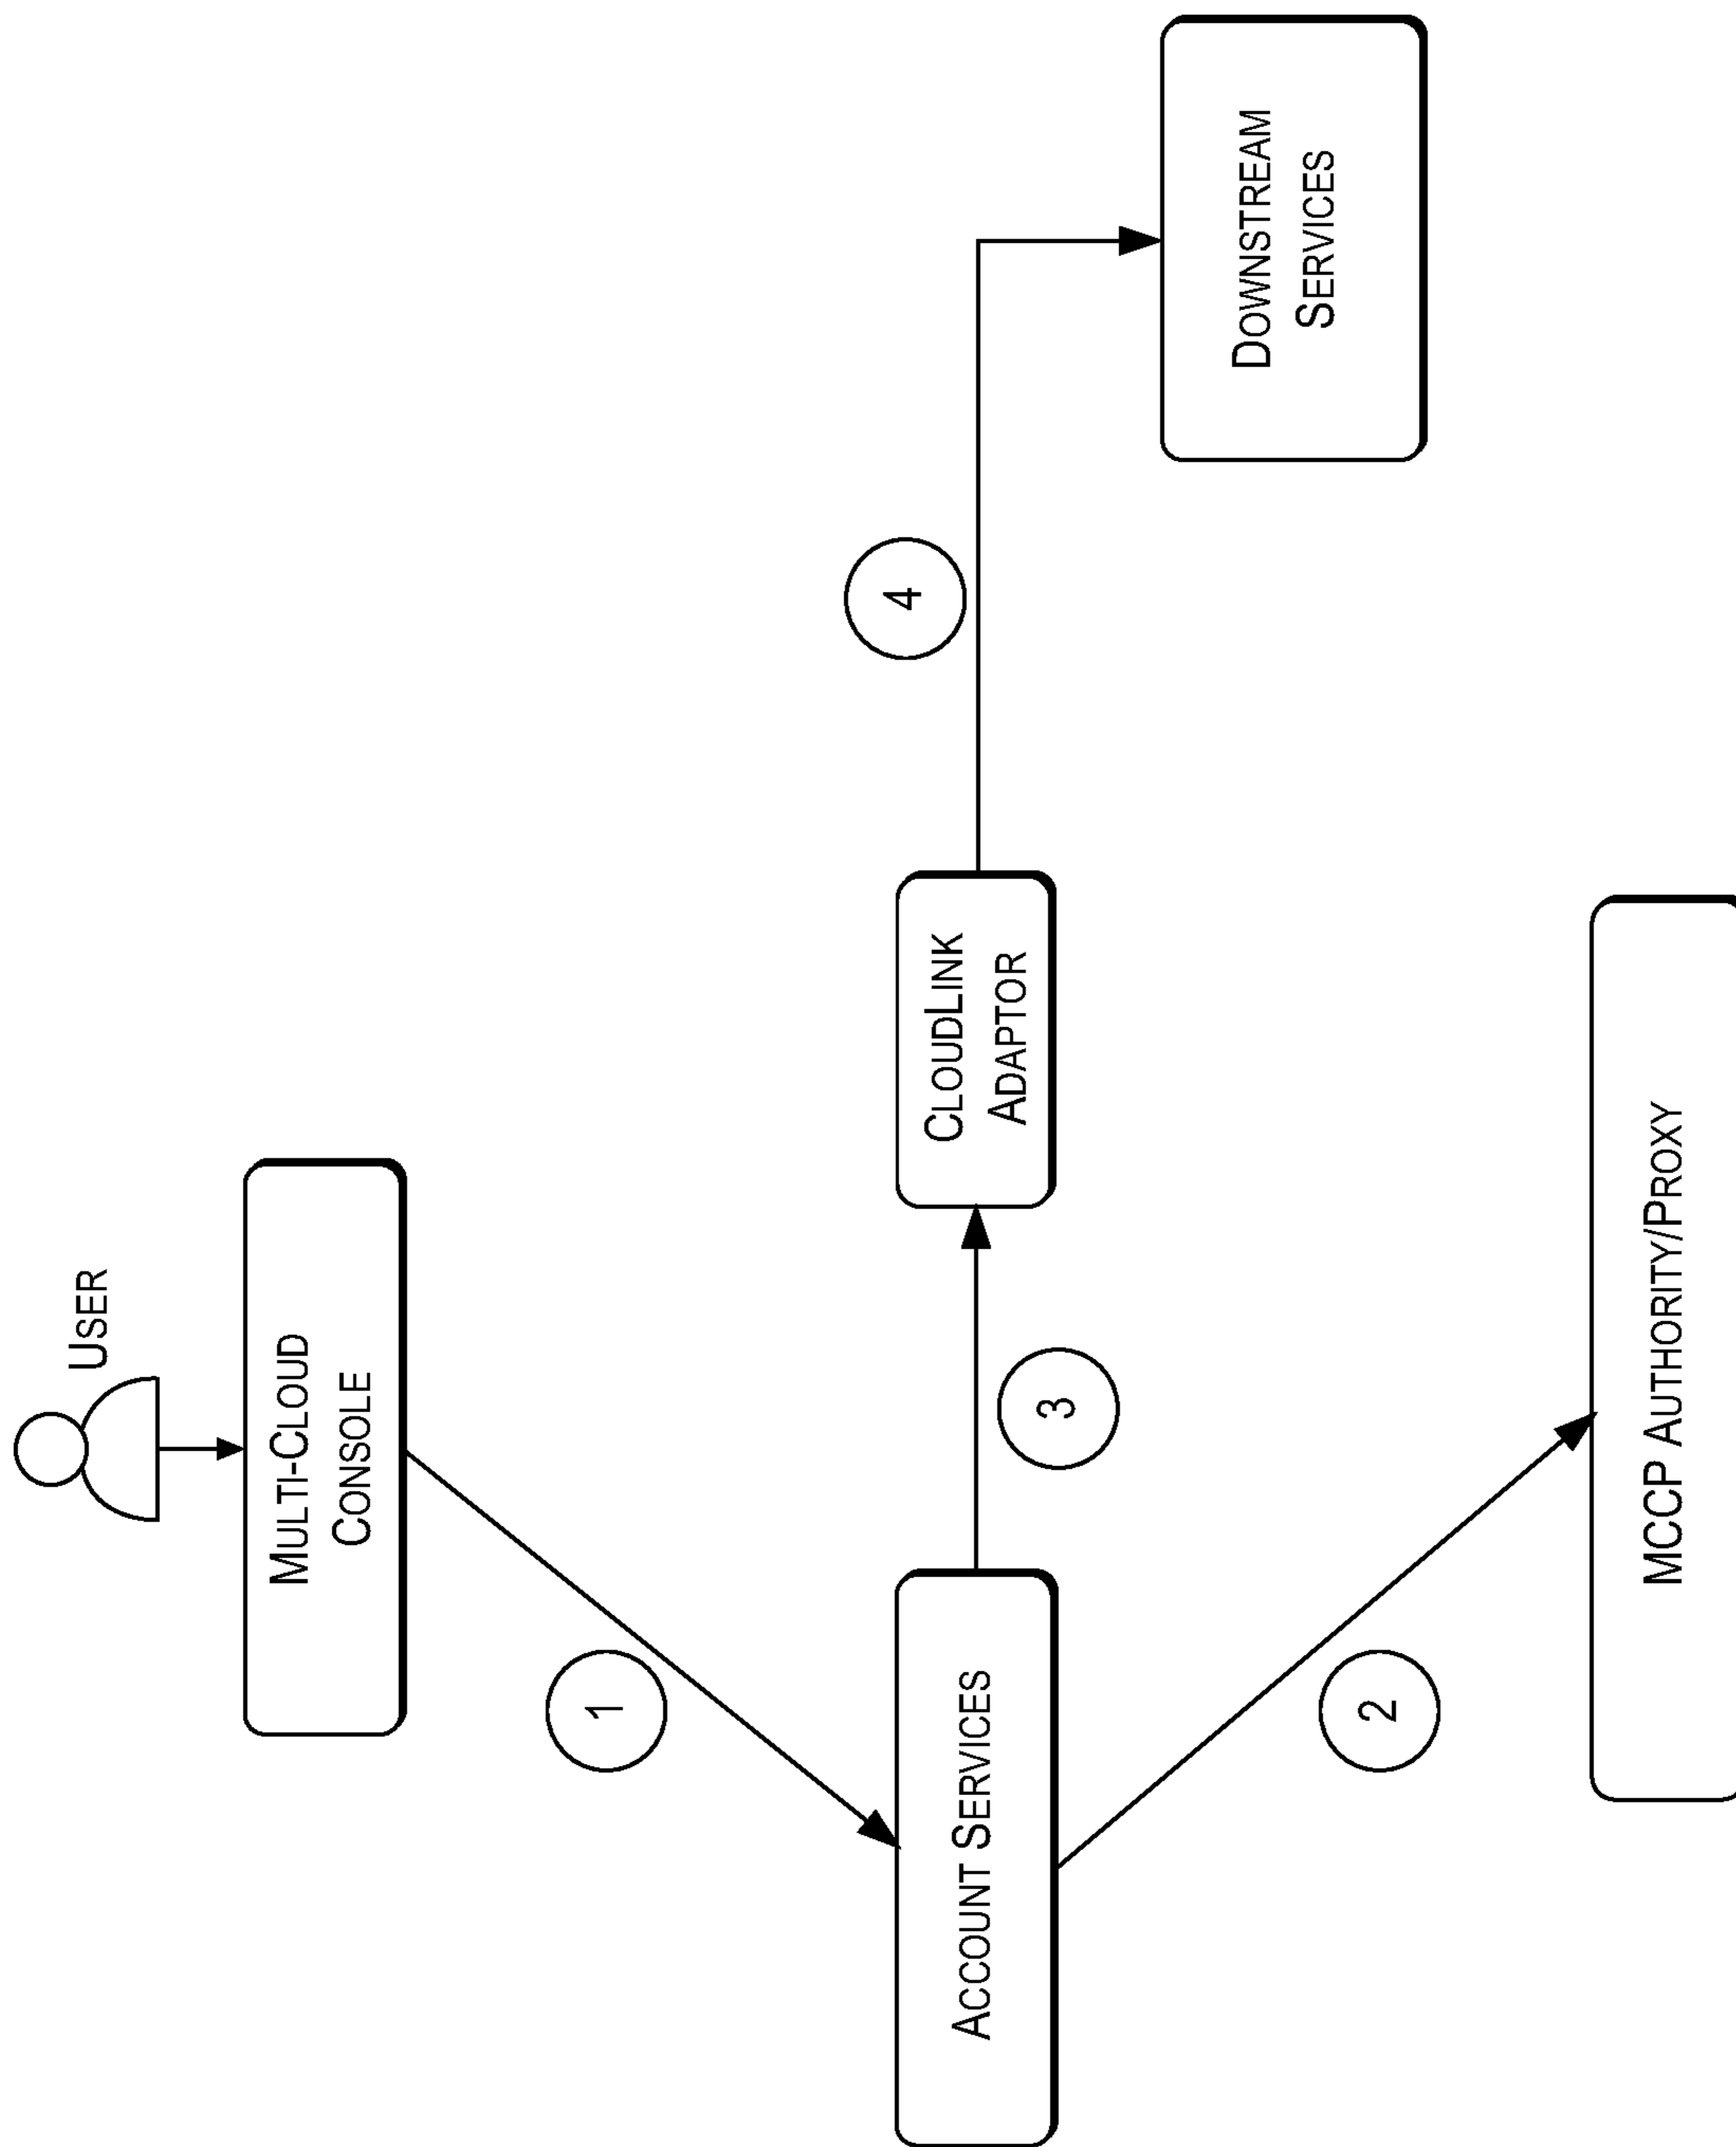 USER
MULTI-CLOUD
CONSOLE
1
ACCOUNT SERVICES
3
CLOUDLINK
ADAPTOR
4
DOWNSTREAM
SERVICES
2
MCCP AUTHORITY/PROXY